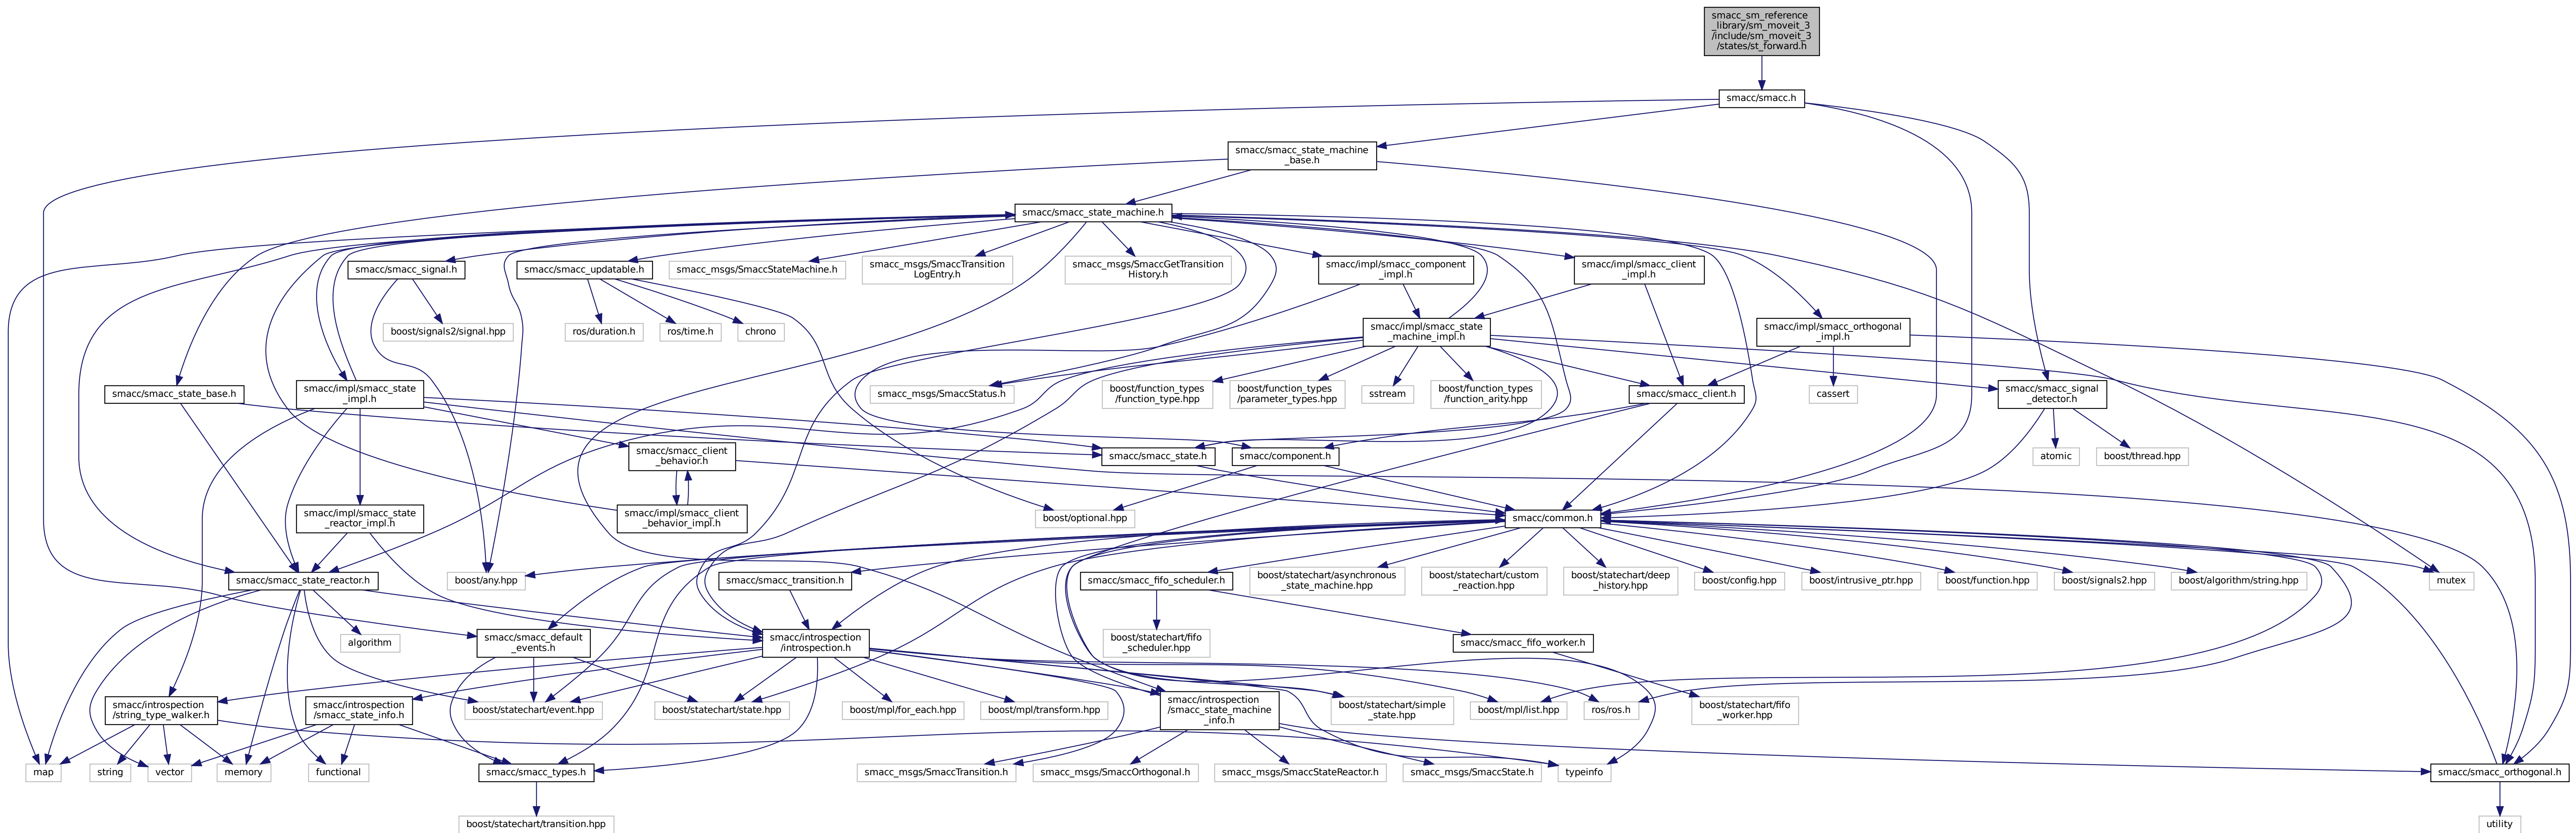 smacc_sm_reference
_library/sm_moveit_3
/include/sm_moveit_3
/states/st_forward.h
smacc/smacc.h
smacc/smacc_state_machine
_base.h
smacc/smacc_state_machine.h
smacc/smacc_signal.h
smacc/smacc_updatable.h
smacc_msgs/SmaccStateMachine.h
smacc_msgs/SmaccTransition
LogEntry.h
smacc_msgs/SmaccGetTransition
History.h
smacc/impl/smacc_component
_impl.h
smacc/impl/smacc_client
_impl.h
boost/signals2/signal.hpp
ros/duration.h
ros/time.h
chrono
smacc/impl/smacc_state
_machine_impl.h
smacc/impl/smacc_orthogonal
_impl.h
smacc/smacc_state_base.h
smacc/impl/smacc_state
_impl.h
smacc_msgs/SmaccStatus.h
boost/function_types
/function_type.hpp
boost/function_types
/parameter_types.hpp
sstream
boost/function_types
/function_arity.hpp
smacc/smacc_client.h
cassert
smacc/smacc_signal
_detector.h
smacc/smacc_client
_behavior.h
smacc/smacc_state.h
smacc/component.h
atomic
boost/thread.hpp
smacc/impl/smacc_state
_reactor_impl.h
smacc/impl/smacc_client
_behavior_impl.h
boost/optional.hpp
smacc/common.h
smacc/smacc_state_reactor.h
boost/any.hpp
smacc/smacc_transition.h
smacc/smacc_fifo_scheduler.h
boost/statechart/asynchronous
_state_machine.hpp
boost/statechart/custom
_reaction.hpp
boost/statechart/deep
_history.hpp
boost/config.hpp
boost/intrusive_ptr.hpp
boost/function.hpp
boost/signals2.hpp
boost/algorithm/string.hpp
mutex
algorithm
smacc/smacc_default
_events.h
smacc/introspection
/introspection.h
boost/statechart/fifo
_scheduler.hpp
smacc/smacc_fifo_worker.h
smacc/introspection
/string_type_walker.h
smacc/introspection
/smacc_state_info.h
boost/statechart/event.hpp
boost/statechart/state.hpp
boost/mpl/for_each.hpp
boost/mpl/transform.hpp
smacc/introspection
/smacc_state_machine
_info.h
boost/statechart/simple
_state.hpp
boost/mpl/list.hpp
ros/ros.h
boost/statechart/fifo
_worker.hpp
map
string
vector
memory
functional
smacc/smacc_types.h
smacc_msgs/SmaccTransition.h
smacc_msgs/SmaccOrthogonal.h
smacc_msgs/SmaccStateReactor.h
smacc_msgs/SmaccState.h
typeinfo
smacc/smacc_orthogonal.h
boost/statechart/transition.hpp
utility